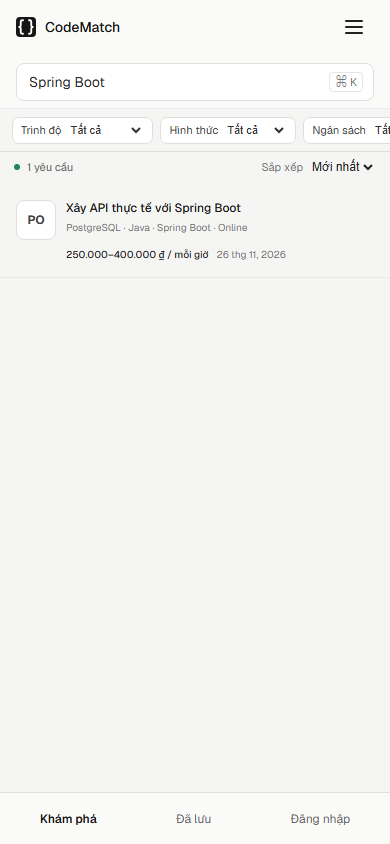 { } CodeMatch
Spring Boot ⌘ K
Trình độ Tất cả Hình thức Tất cả Ngân sách
1 yêu cầu Sắp xếp Mới nhất
PO
Xây API thực tế với Spring Boot
PostgreSQL · Java · Spring Boot · Online
250.000–400.000 ₫ / mỗi giờ 26 thg 11, 2026
Khám phá Đã lưu Đăng nhập